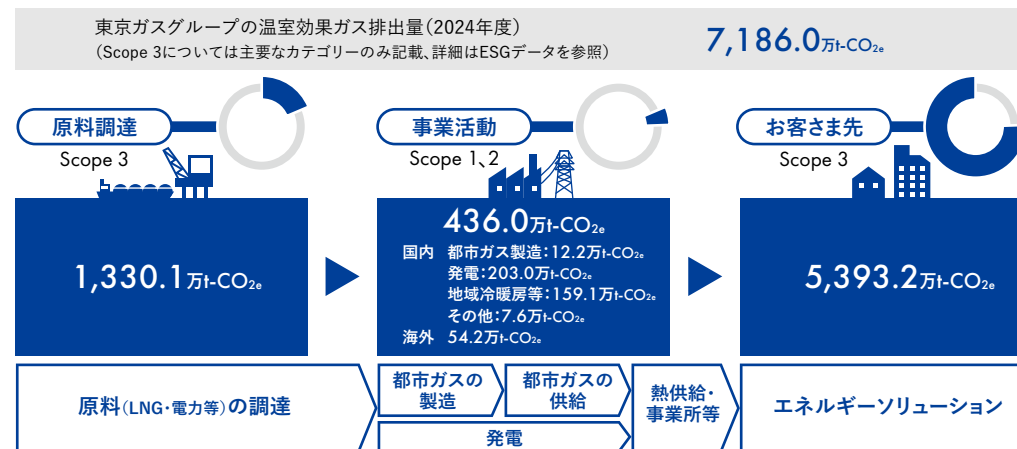 東京ガスグループの温室効果ガス排出量（2024年度）
（Scope 3については主要なカテゴリーのみ記載、詳細はESGデータを参照）
7,186.0万t-CO2e
原料調達
Scope 3
1,330.1万t-CO2e
事業活動
Scope 1、2
436.0万t-CO2e
国内 都市ガス製造：12.2万t-CO2e
発電：203.0万t-CO2e
地域冷暖房等：159.1万t-CO2e
その他：7.6万t-CO2e
海外 54.2万t-CO2e
お客さま先
Scope 3
5,393.2万t-CO2e
原料（LNG・電力等）の調達
都市ガスの
製造
都市ガスの
供給
発電
熱供給・
事業所等
エネルギーソリューション